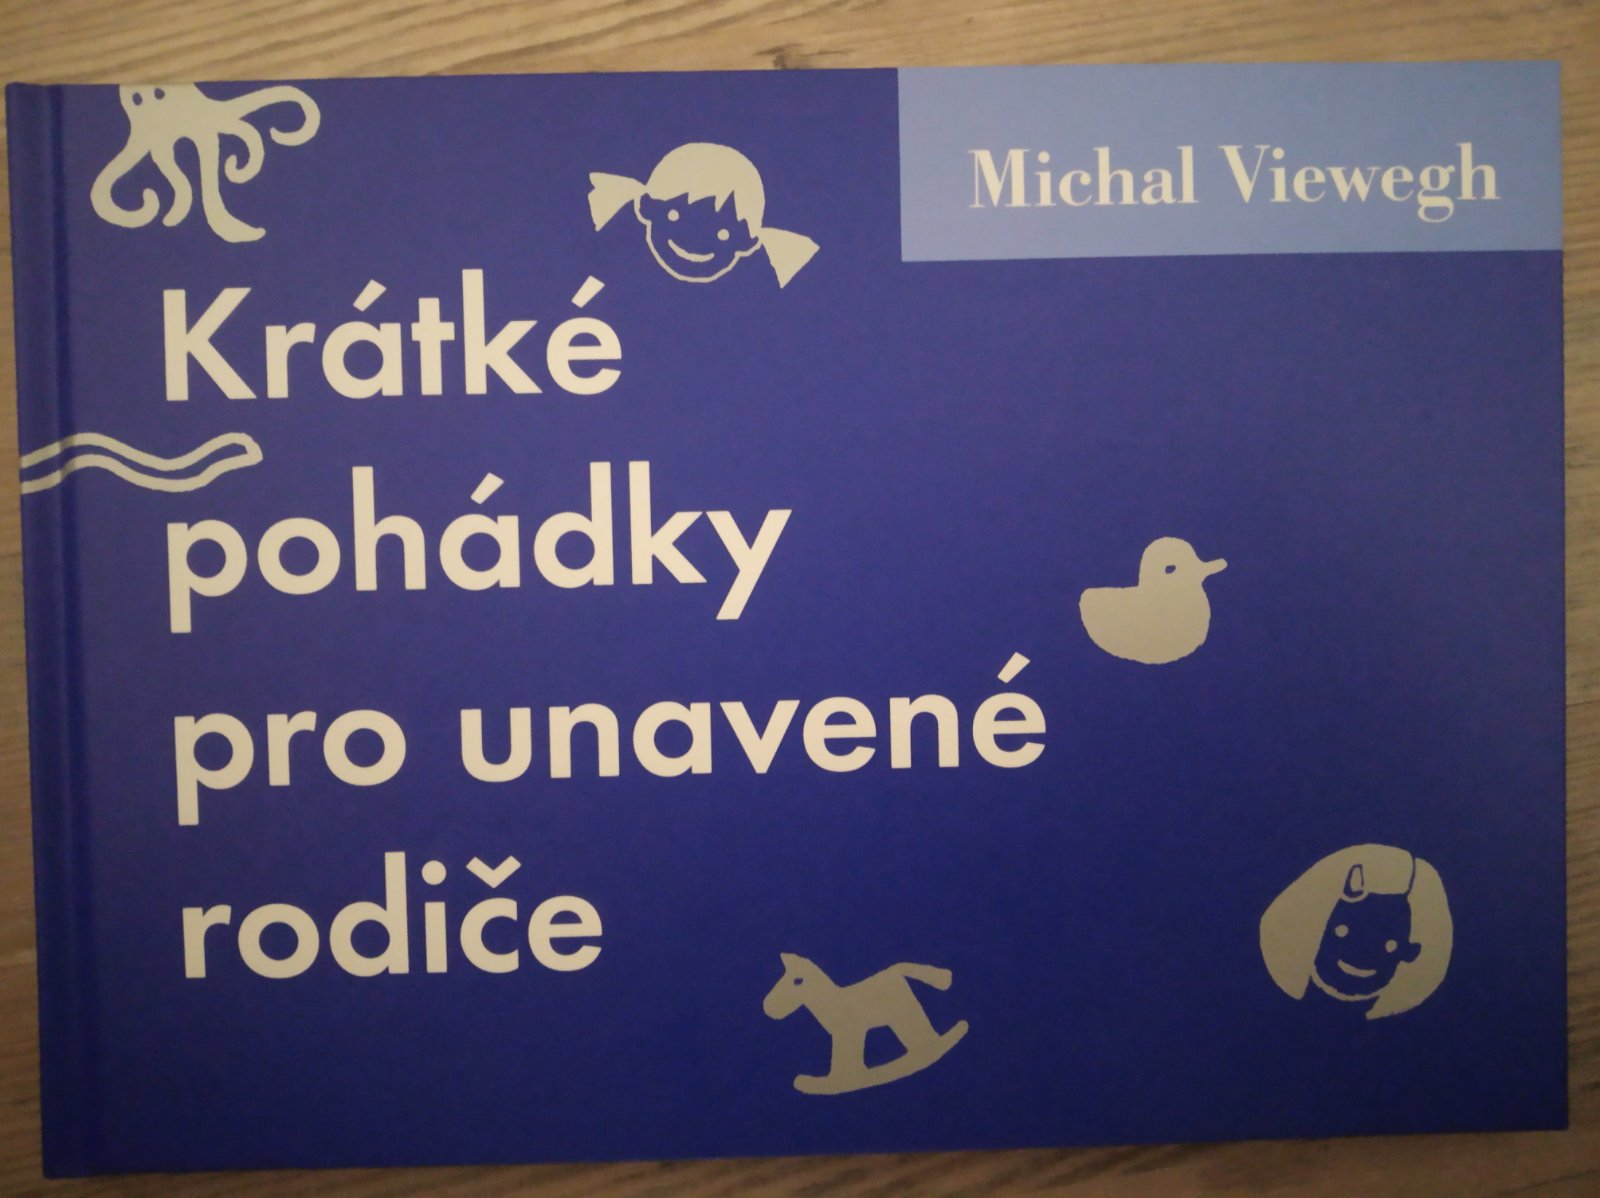 Michal Viewegh
Krátké
pohádky
pro unavené
rodiče